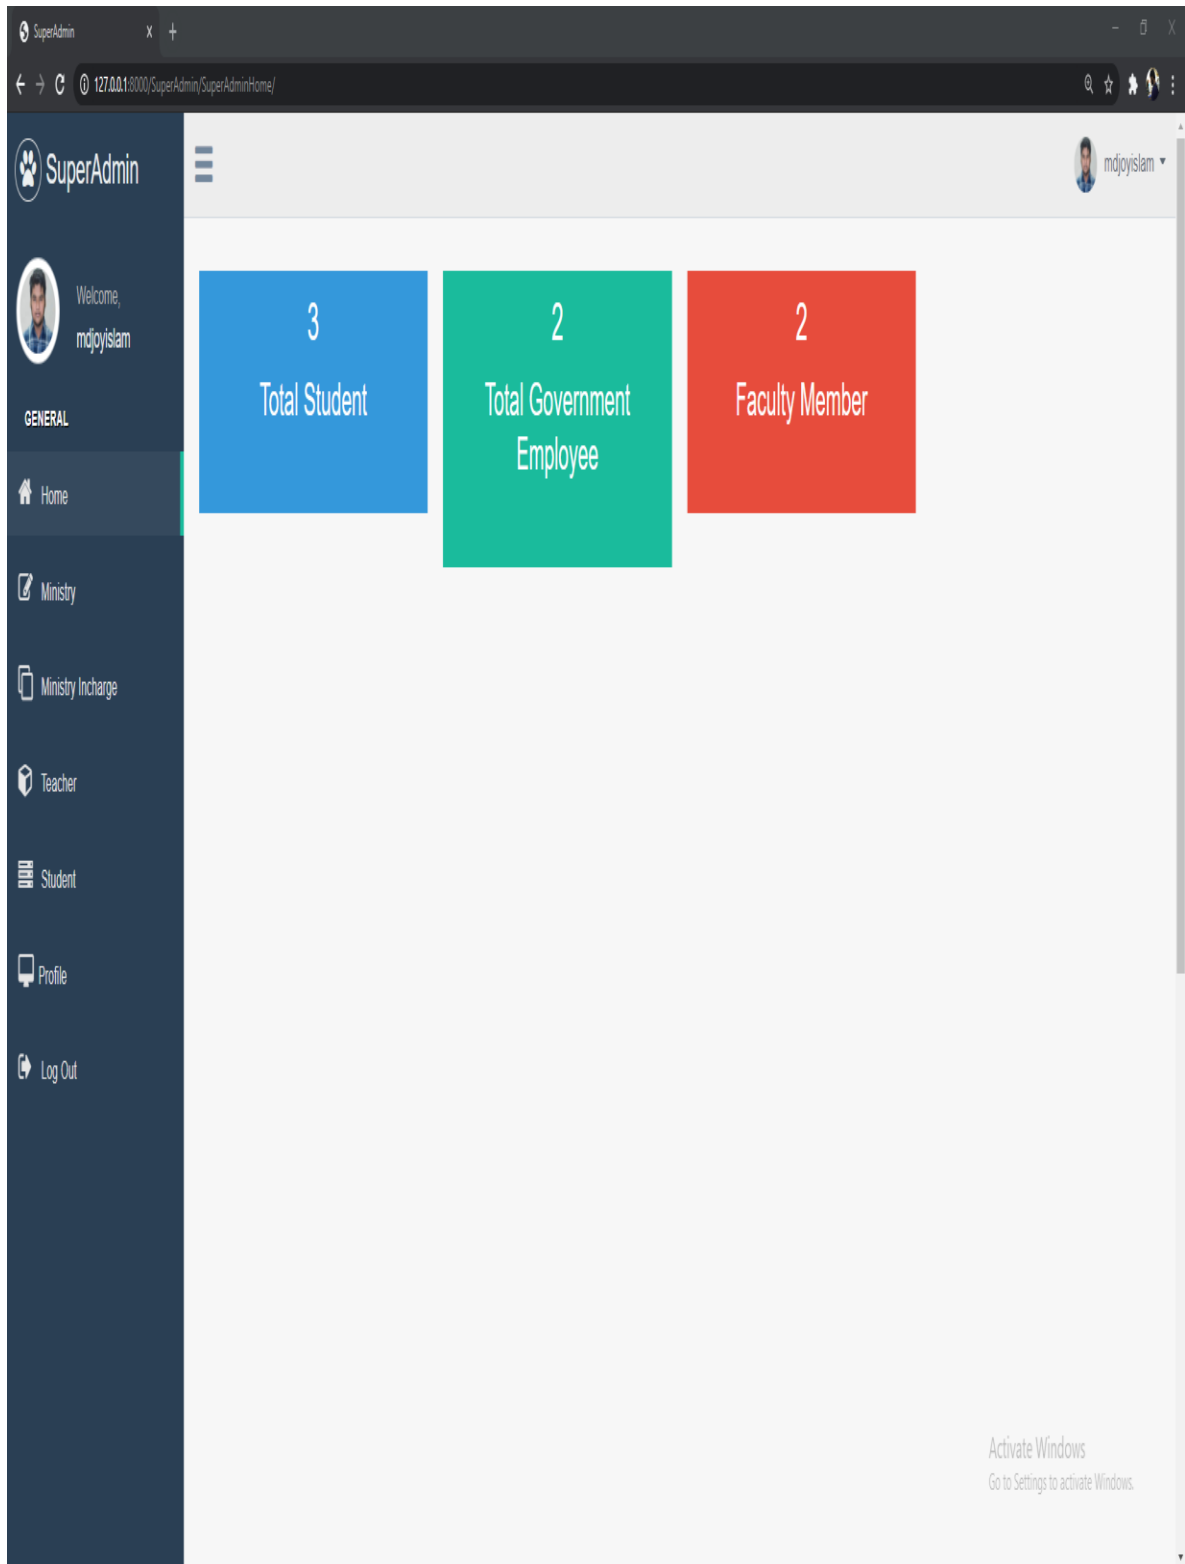 SuperAdmin X +
127.0.0.1:8000/SuperAdmin/SuperAdminHome/
SuperAdmin
mdjoyislam
Welcome,
mdjoyislam
GENERAL
Home
Ministry
Ministry Incharge
Teacher
Student
Profile
Log Out
3
Total Student
2
Total Government
Employee
2
Faculty Member
Activate Windows
Go to Settings to activate Windows.